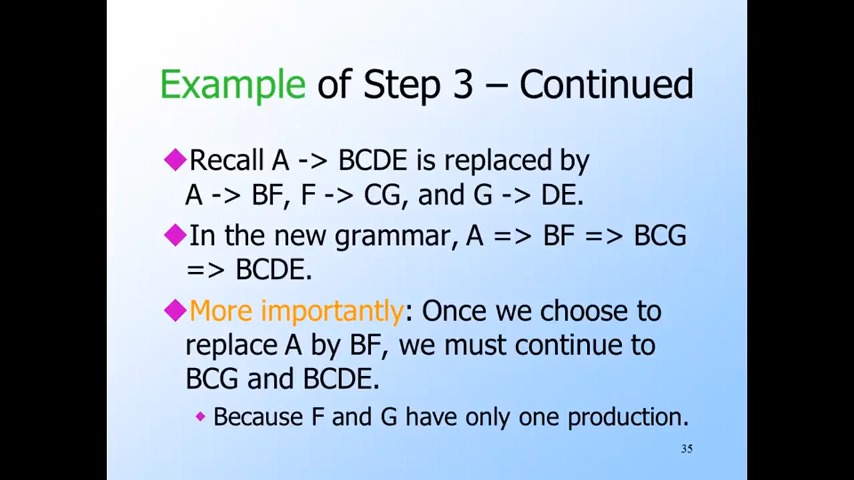 Example of Step 3 – Continued
Recall A -> BCDE is replaced by
A -> BF, F -> CG, and G -> DE.
In the new grammar, A => BF => BCG
=> BCDE.
More importantly: Once we choose to
replace A by BF, we must continue to
BCG and BCDE.
Because F and G have only one production.
35